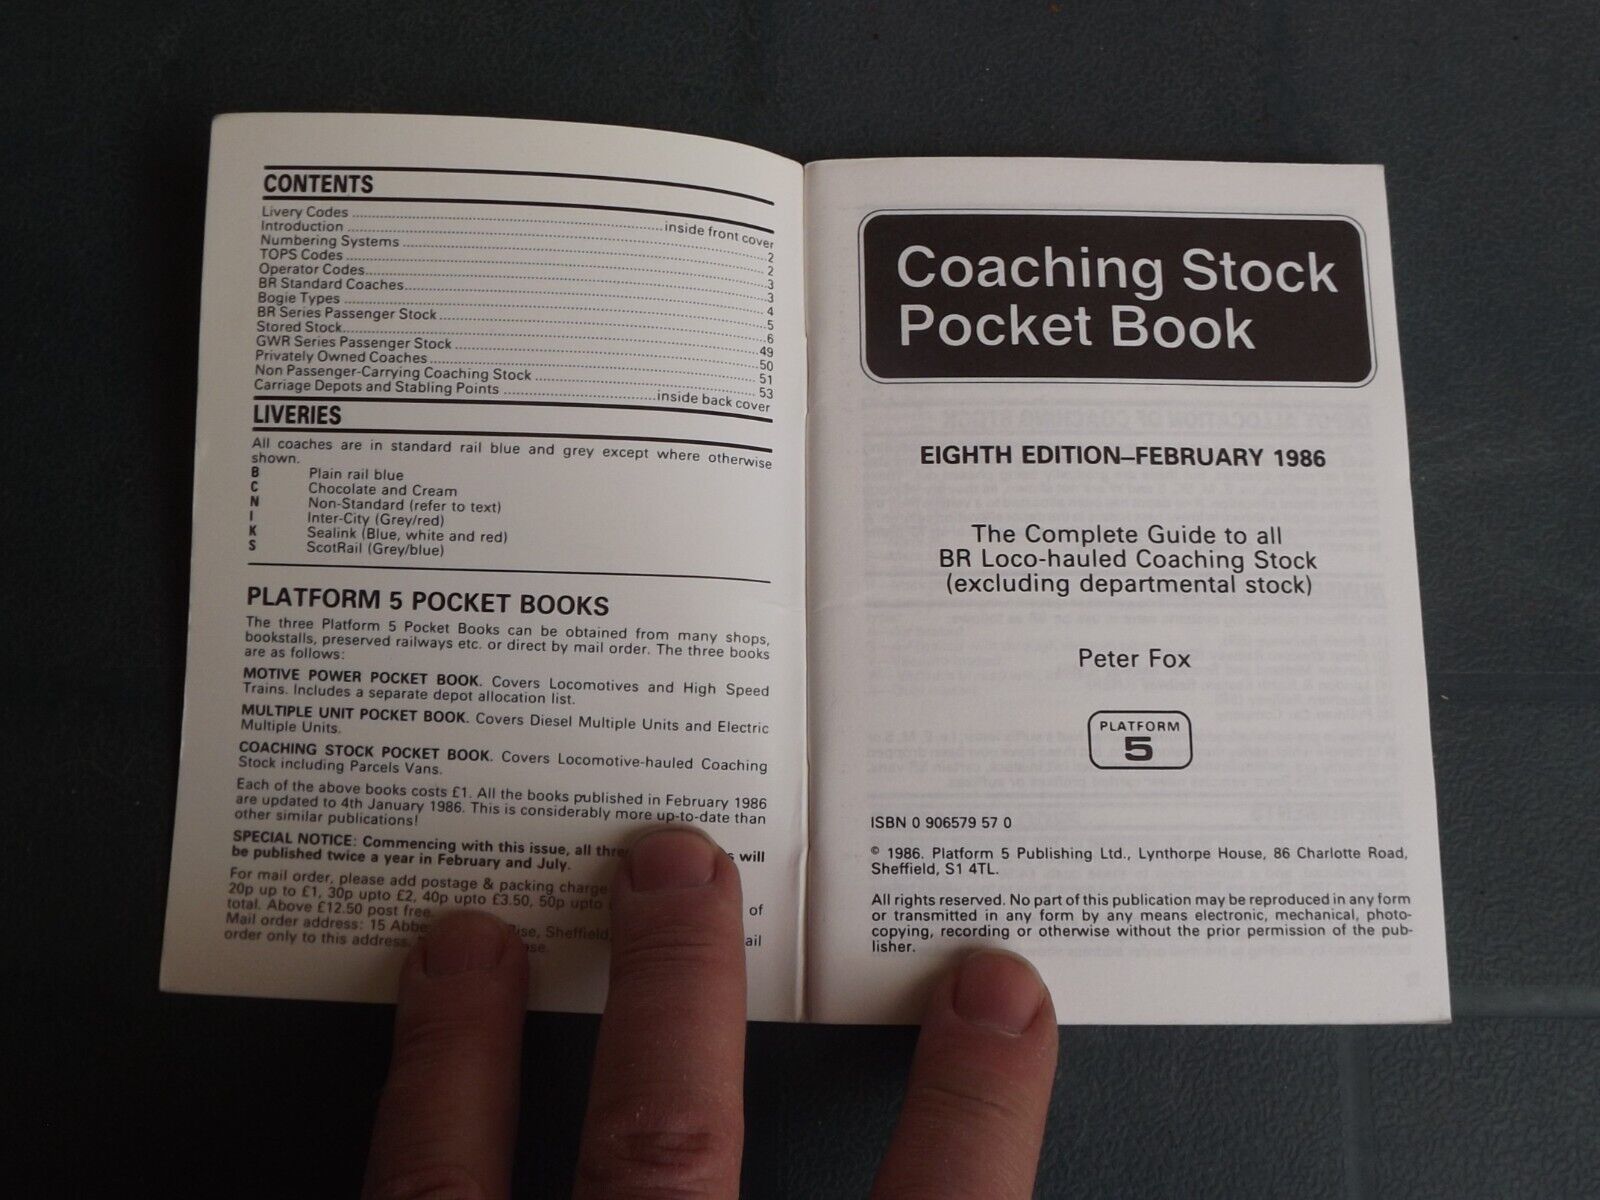 CONTENTS
Livery Codes ........ inside front cover
Introduction ........ 2
Numbering Systems ........ 2
TOPS Codes ........ 3
Operator Codes ........ 3
BR Standard Coaches ........ 4
Bogie Types ........ 5
BR Series Passenger Stock ........ 6
Stored Stock ........ 49
GWR Series Passenger Stock ........ 50
Privately Owned Coaches ........ 51
Non Passenger-Carrying Coaching Stock ........ 53
Carriage Depots and Stabling Points ........ inside back cover
LIVERIES
All coaches are in standard rail blue and grey except where otherwise
shown.
B Plain rail blue
C Chocolate and Cream
N Non-Standard (refer to text)
I Inter-City (Grey/red)
K Sealink (Blue, white and red)
S ScotRail (Grey/blue)
PLATFORM 5 POCKET BOOKS
The three Platform 5 Pocket Books can be obtained from many shops,
bookstalls, preserved railways etc. or direct by mail order. The three books
are as follows:
MOTIVE POWER POCKET BOOK. Covers Locomotives and High Speed
Trains. Includes a separate depot allocation list.
MULTIPLE UNIT POCKET BOOK. Covers Diesel Multiple Units and Electric
Multiple Units.
COACHING STOCK POCKET BOOK. Covers Locomotive-hauled Coaching
Stock including Parcels Vans.
Each of the above books costs £1. All the books published in February 1986
are updated to 4th January 1986. This is considerably more up-to-date than
other similar publications!
SPECIAL NOTICE: Commencing with this issue, all will
be published twice a year in February and July.
For mail order, please add postage & packing charge
20p up to £1, 30p upto £2, 40p upto £3.50, 50p upto of
total. Above £12.50 post free.
Mail order address: 15 Sheffield,
order only to this address.
Coaching Stock
Pocket Book
EIGHTH EDITION–FEBRUARY 1986
The Complete Guide to all
BR Loco-hauled Coaching Stock
(excluding departmental stock)
Peter Fox
PLATFORM
5
ISBN 0 906579 57 0
© 1986. Platform 5 Publishing Ltd., Lynthorpe House, 86 Charlotte Road,
Sheffield, S1 4TL.
All rights reserved. No part of this publication may be reproduced in any form
or transmitted in any form by any means electronic, mechanical, photo-
copying, recording or otherwise without the prior permission of the pub-
lisher.